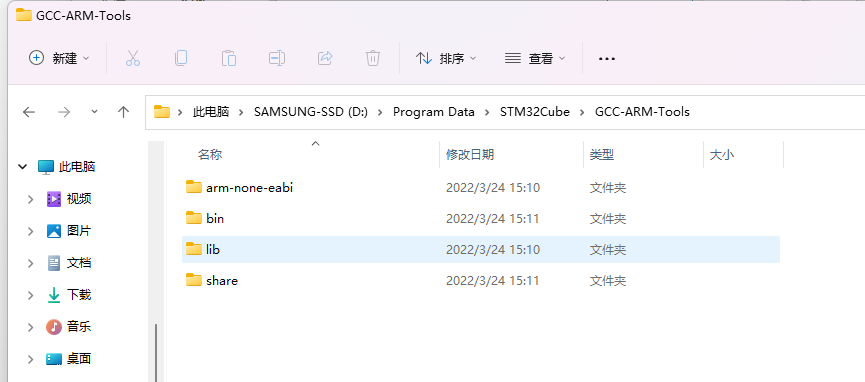 GCC-ARM-Tools
新建 排序 查看
此电脑 SAMSUNG-SSD (D:) Program Data STM32Cube GCC-ARM-Tools
名称 修改日期 类型 大小
此电脑
arm-none-eabi 2022/3/24 15:10 文件夹
视频
bin 2022/3/24 15:11 文件夹
图片
lib 2022/3/24 15:10 文件夹
文档
share 2022/3/24 15:11 文件夹
下载
音乐
桌面